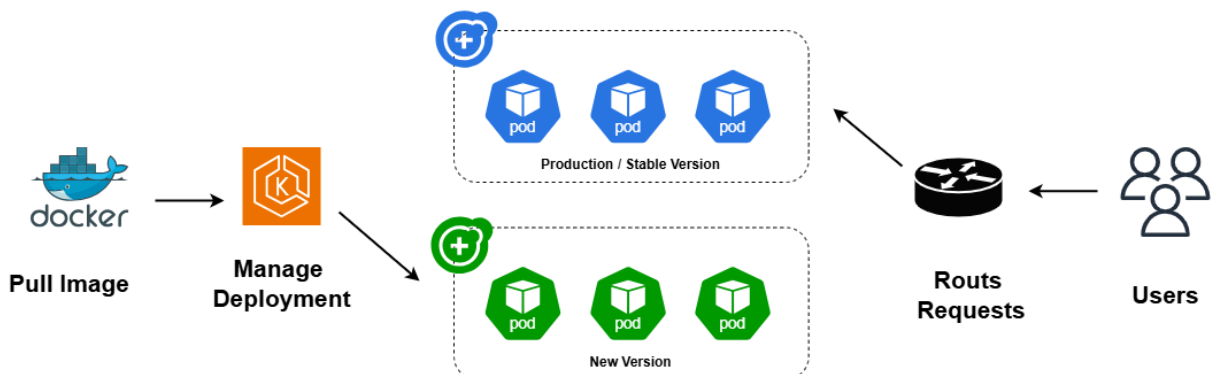 pod
pod
pod
Production / Stable Version
docker
K
Pull Image
Manage
Deployment
pod
pod
pod
New Version
Routs
Requests
Users